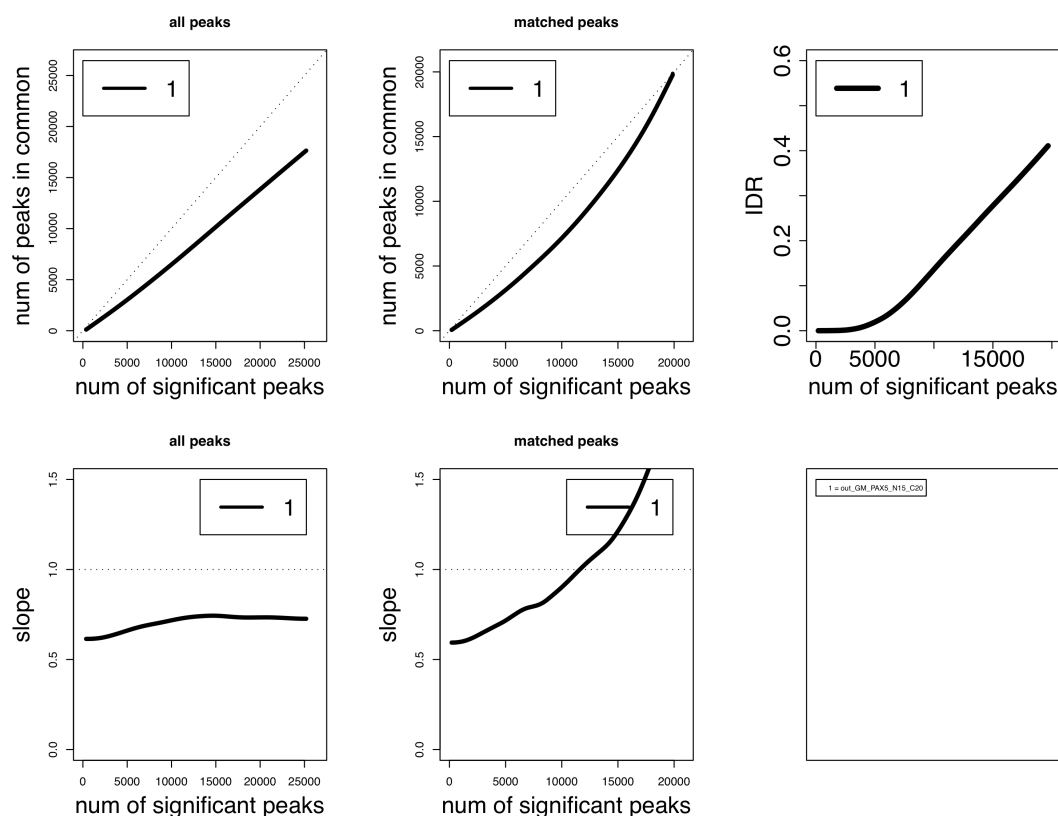 all peaks
num of peaks in common
0 5000 10000 15000 20000 25000
1
0 5000 10000 15000 20000 25000
num of significant peaks
matched peaks
num of peaks in common
0 5000 10000 15000 20000
1
0 5000 10000 15000 20000
num of significant peaks
IDR
0.0 0.2 0.4 0.6
1
0 5000 15000
num of significant peaks
all peaks
slope
0.0 0.5 1.0 1.5
1
0 5000 10000 15000 20000 25000
num of significant peaks
matched peaks
slope
0.0 0.5 1.0 1.5
1
0 5000 10000 15000 20000
num of significant peaks
1 = out_GM_PAX5_N15_C20